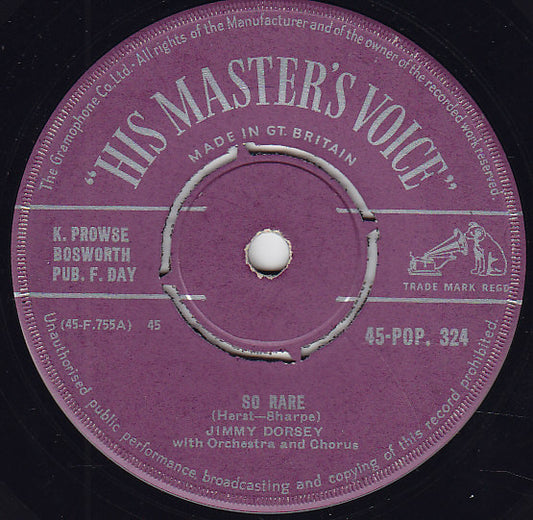 The Gramophone Co. Ltd. · All rights of the Manufacturer and of the owner of the recorded work reserved.
"HIS MASTER'S VOICE"
MADE IN GT. BRITAIN
K. PROWSE
BOSWORTH
PUB. F. DAY
TRADE MARK REGD
(45-F.755A) 45
45-POP. 324
SO RARE
(Herst—Sharpe)
JIMMY DORSEY
with Orchestra and Chorus
Unauthorised public performance broadcasting and copying of this record prohibited.